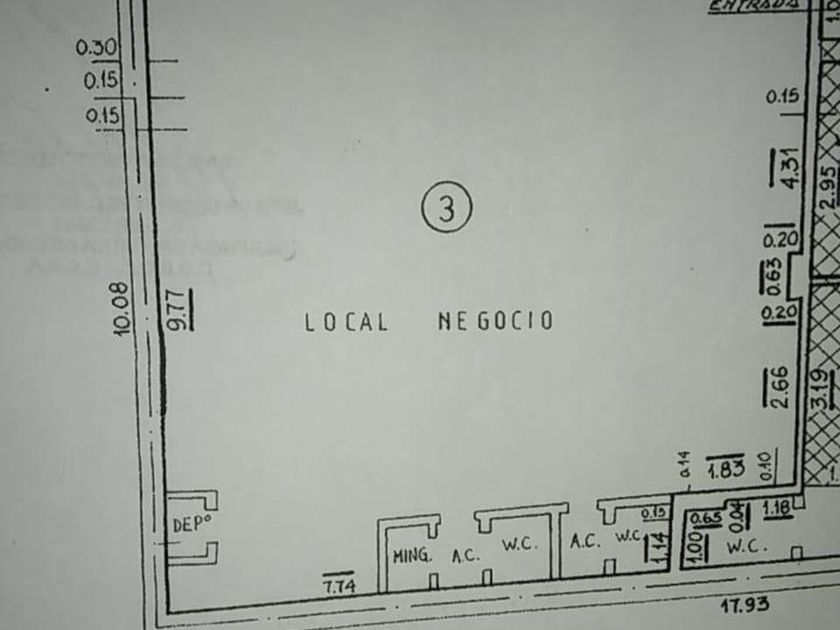 ENTRADA
0.30
0.15
0.15
0.15
4.31
2.95
3
0.20
0.63
0.20
10.08
9.77
LOCAL NEGOCIO
2.66
3.19
0.14
1.83
0.10
DEPº
MING.
A.C.
W.C.
A.C.
W.C.
0.15
1.14
1.00
0.65
0.04
1.18
W.C.
7.74
17.93